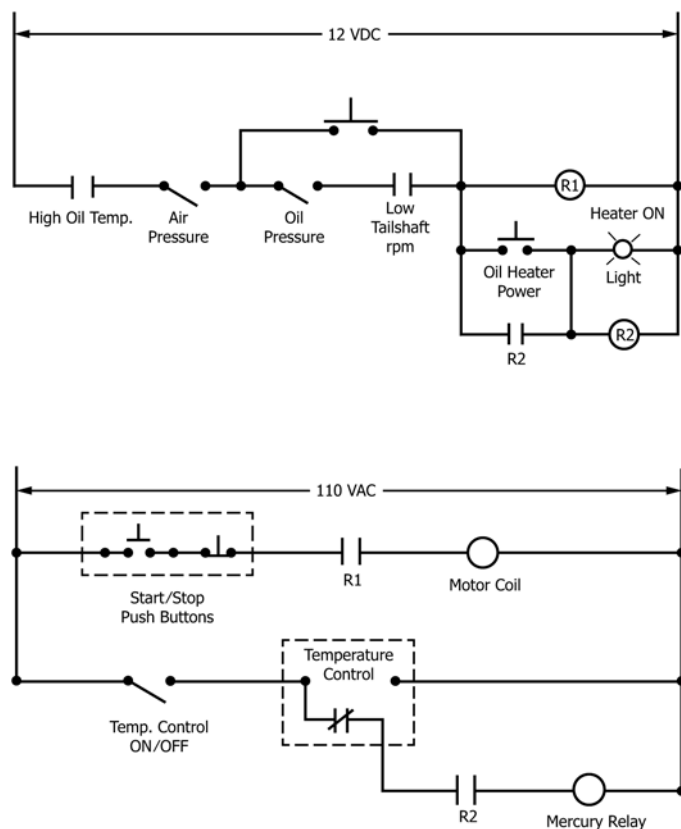 12 VDC
R1
High Oil Temp.
Air
Pressure
Oil
Pressure
Low
Tailshaft
rpm
Heater ON
Oil Heater
Power
Light
R2
R2
110 VAC
Start/Stop
Push Buttons
R1
Motor Coil
Temperature
Control
Temp. Control
ON/OFF
R2
Mercury Relay